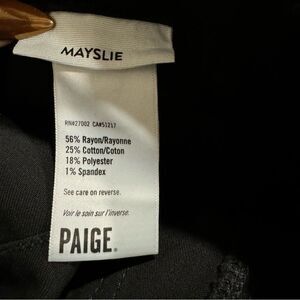 MAYSLIE
RN#27002 CA#51217
56% Rayon/Rayonne
25% Cotton/Coton
18% Polyester
1% Spandex
See care on reverse.
Voir le soin sur l'inverse.
PAIGE.